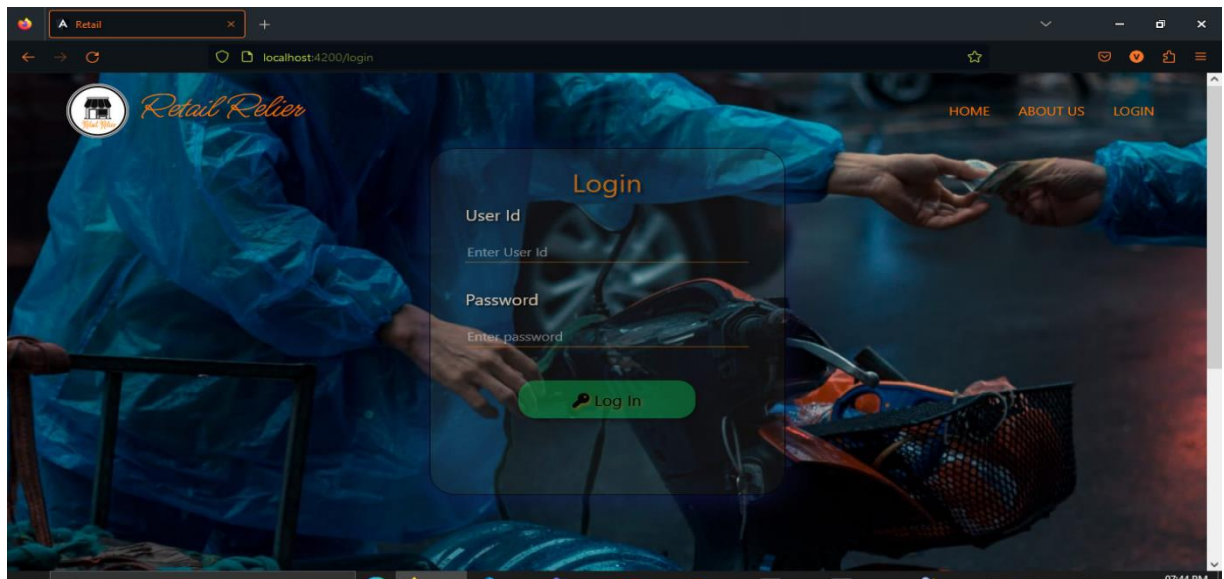 Retail
localhost:4200/login
Retail Relier
HOME ABOUT US LOGIN
Login
User Id
Enter User Id
Password
Enter password
Log In